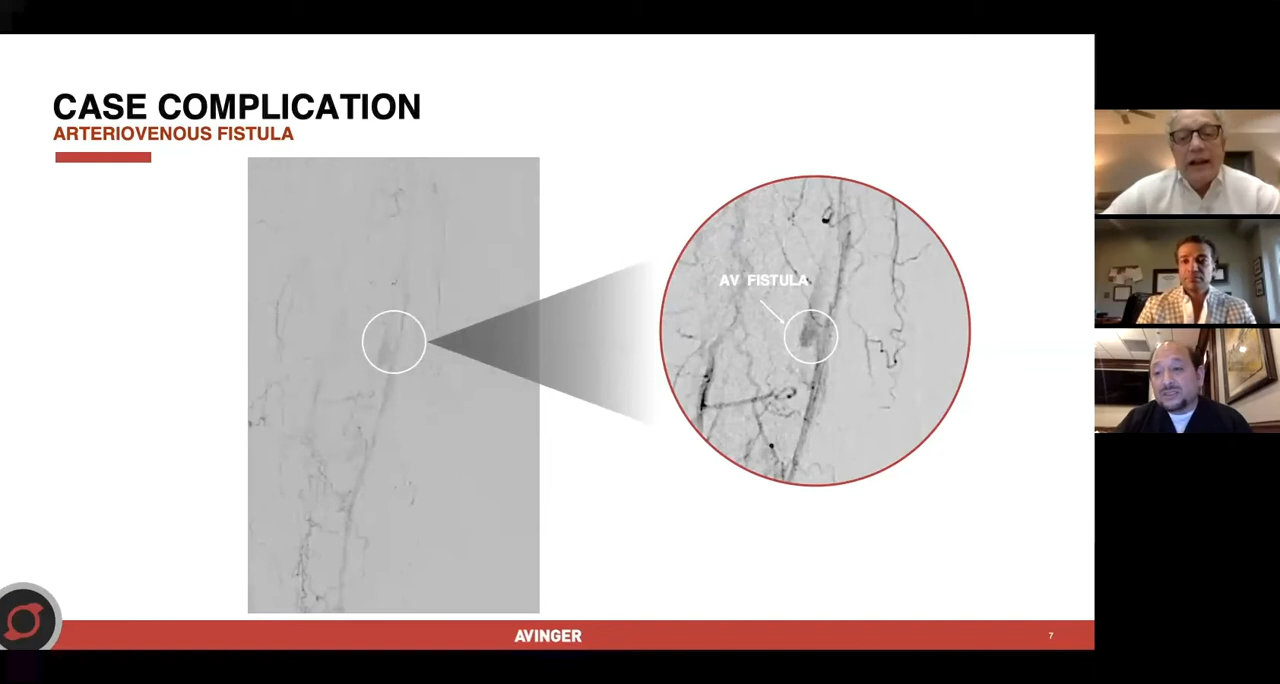 CASE COMPLICATION
ARTERIOVENOUS FISTULA
AV FISTULA
AVINGER
7